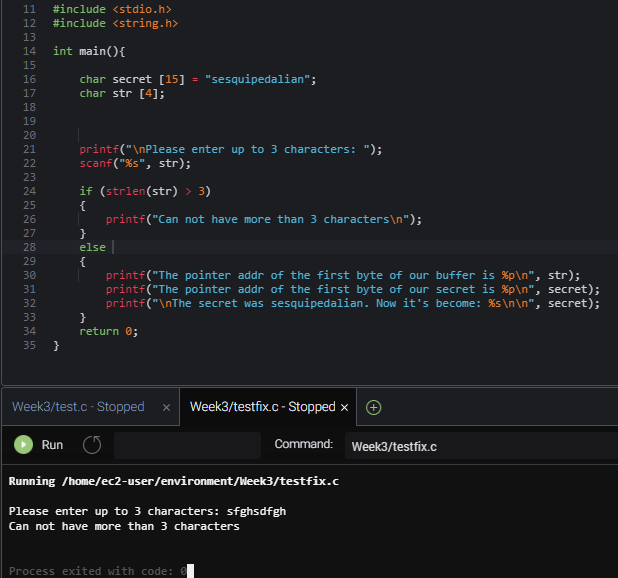 11 #include <stdio.h>
12 #include <string.h>
13
14 int main(){
15
16     char secret [15] = "sesquipedalian";
17     char str [4];
18
19
20
21     printf("\nPlease enter up to 3 characters: ");
22     scanf("%s", str);
23
24     if (strlen(str) > 3)
25     {
26         printf("Can not have more than 3 characters\n");
27     }
28     else
29     {
30         printf("The pointer addr of the first byte of our buffer is %p\n", str);
31         printf("The pointer addr of the first byte of our secret is %p\n", secret);
32         printf("\nThe secret was sesquipedalian. Now it's become: %s\n\n", secret);
33     }
34     return 0;
35 }
Week3/test.c - Stopped × Week3/testfix.c - Stopped ×
Run Command: Week3/testfix.c
Running /home/ec2-user/environment/Week3/testfix.c
Please enter up to 3 characters: sfghsdfgh
Can not have more than 3 characters
Process exited with code: 0